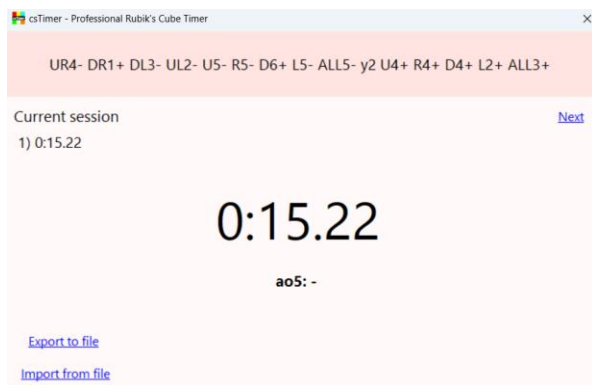 csTimer - Professional Rubik's Cube Timer
UR4- DR1+ DL3- UL2- U5- R5- D6+ L5- ALL5- y2 U4+ R4+ D4+ L2+ ALL3+
Current session
Next
1) 0:15.22
0:15.22
ao5: -
Export to file
Import from file